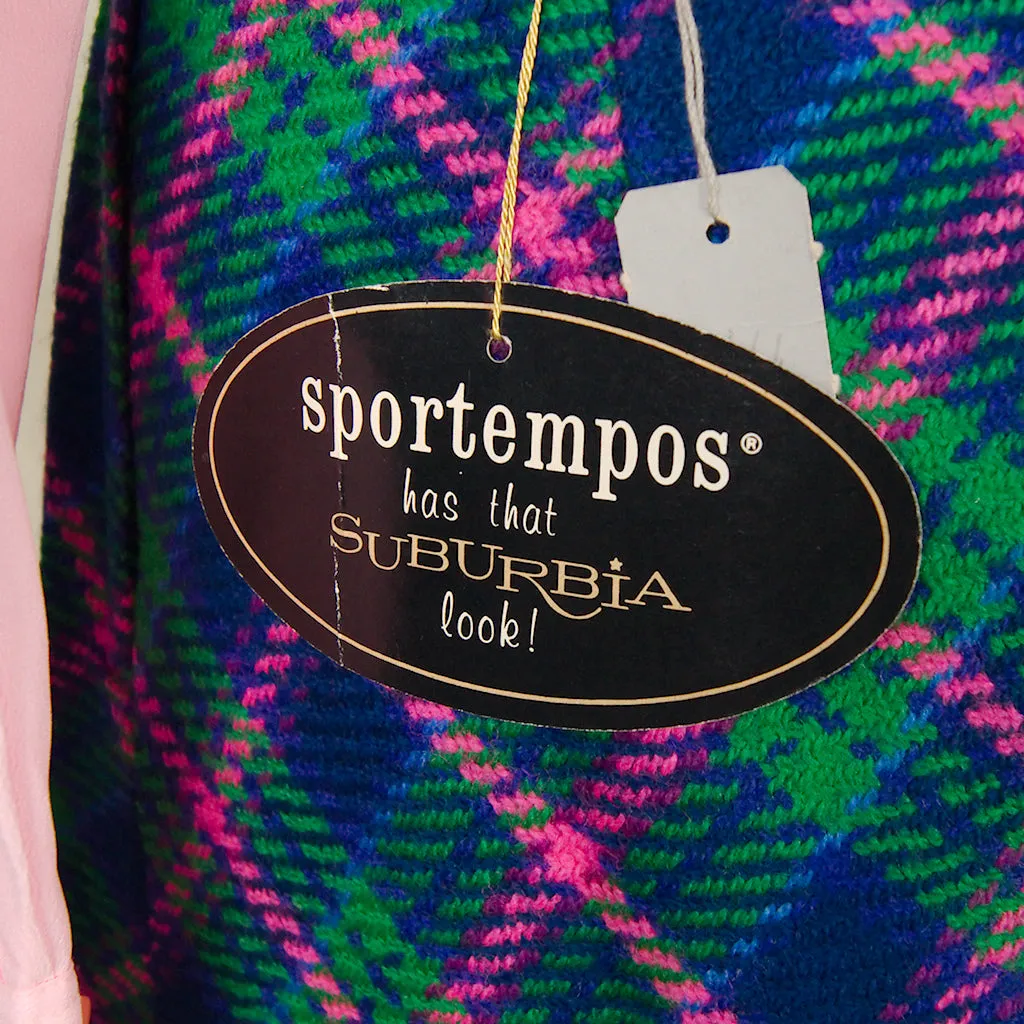 sportempos®
has that
SUBURBiA
look!